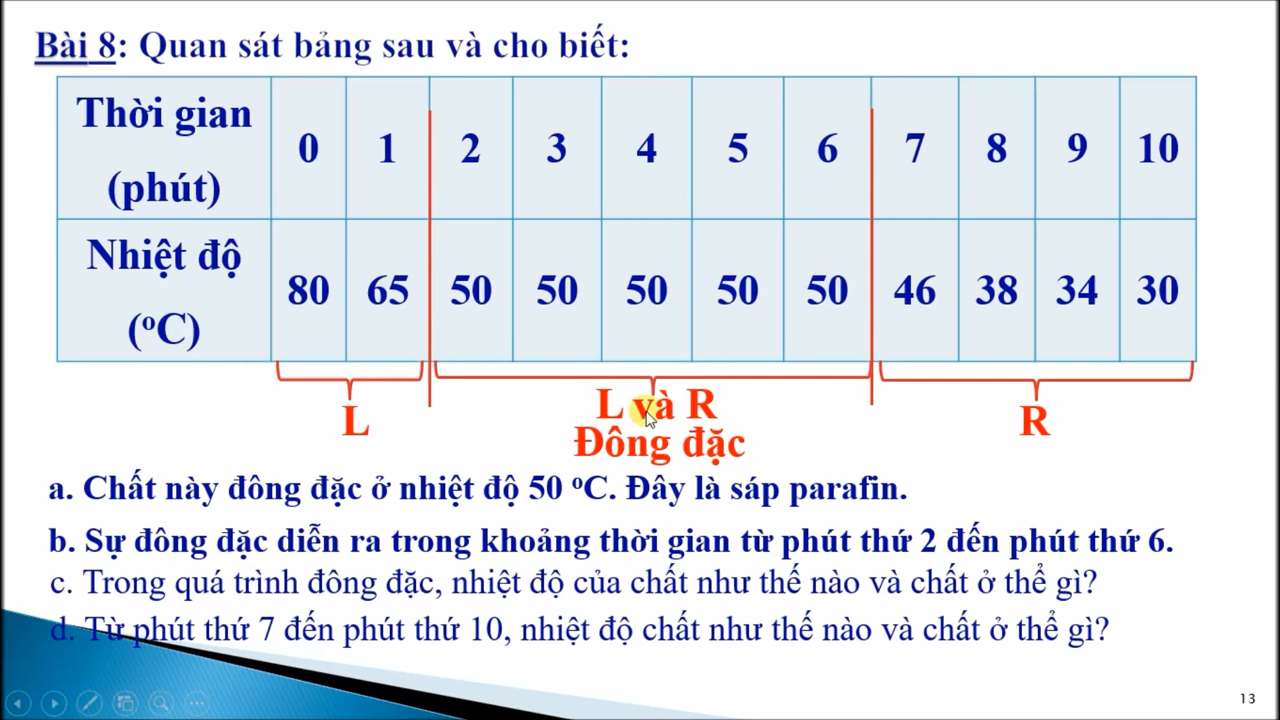 Bài 8: Quan sát bảng sau và cho biết:
Thời gian (phút) 0 1 2 3 4 5 6 7 8 9 10
Nhiệt độ (ºC) 80 65 50 50 50 50 50 46 38 34 30
L L và R R
Đông đặc
a. Chất này đông đặc ở nhiệt độ 50 ºC. Đây là sáp parafin.
b. Sự đông đặc diễn ra trong khoảng thời gian từ phút thứ 2 đến phút thứ 6.
c. Trong quá trình đông đặc, nhiệt độ của chất như thế nào và chất ở thể gì?
d. Từ phút thứ 7 đến phút thứ 10, nhiệt độ chất như thế nào và chất ở thể gì?
13